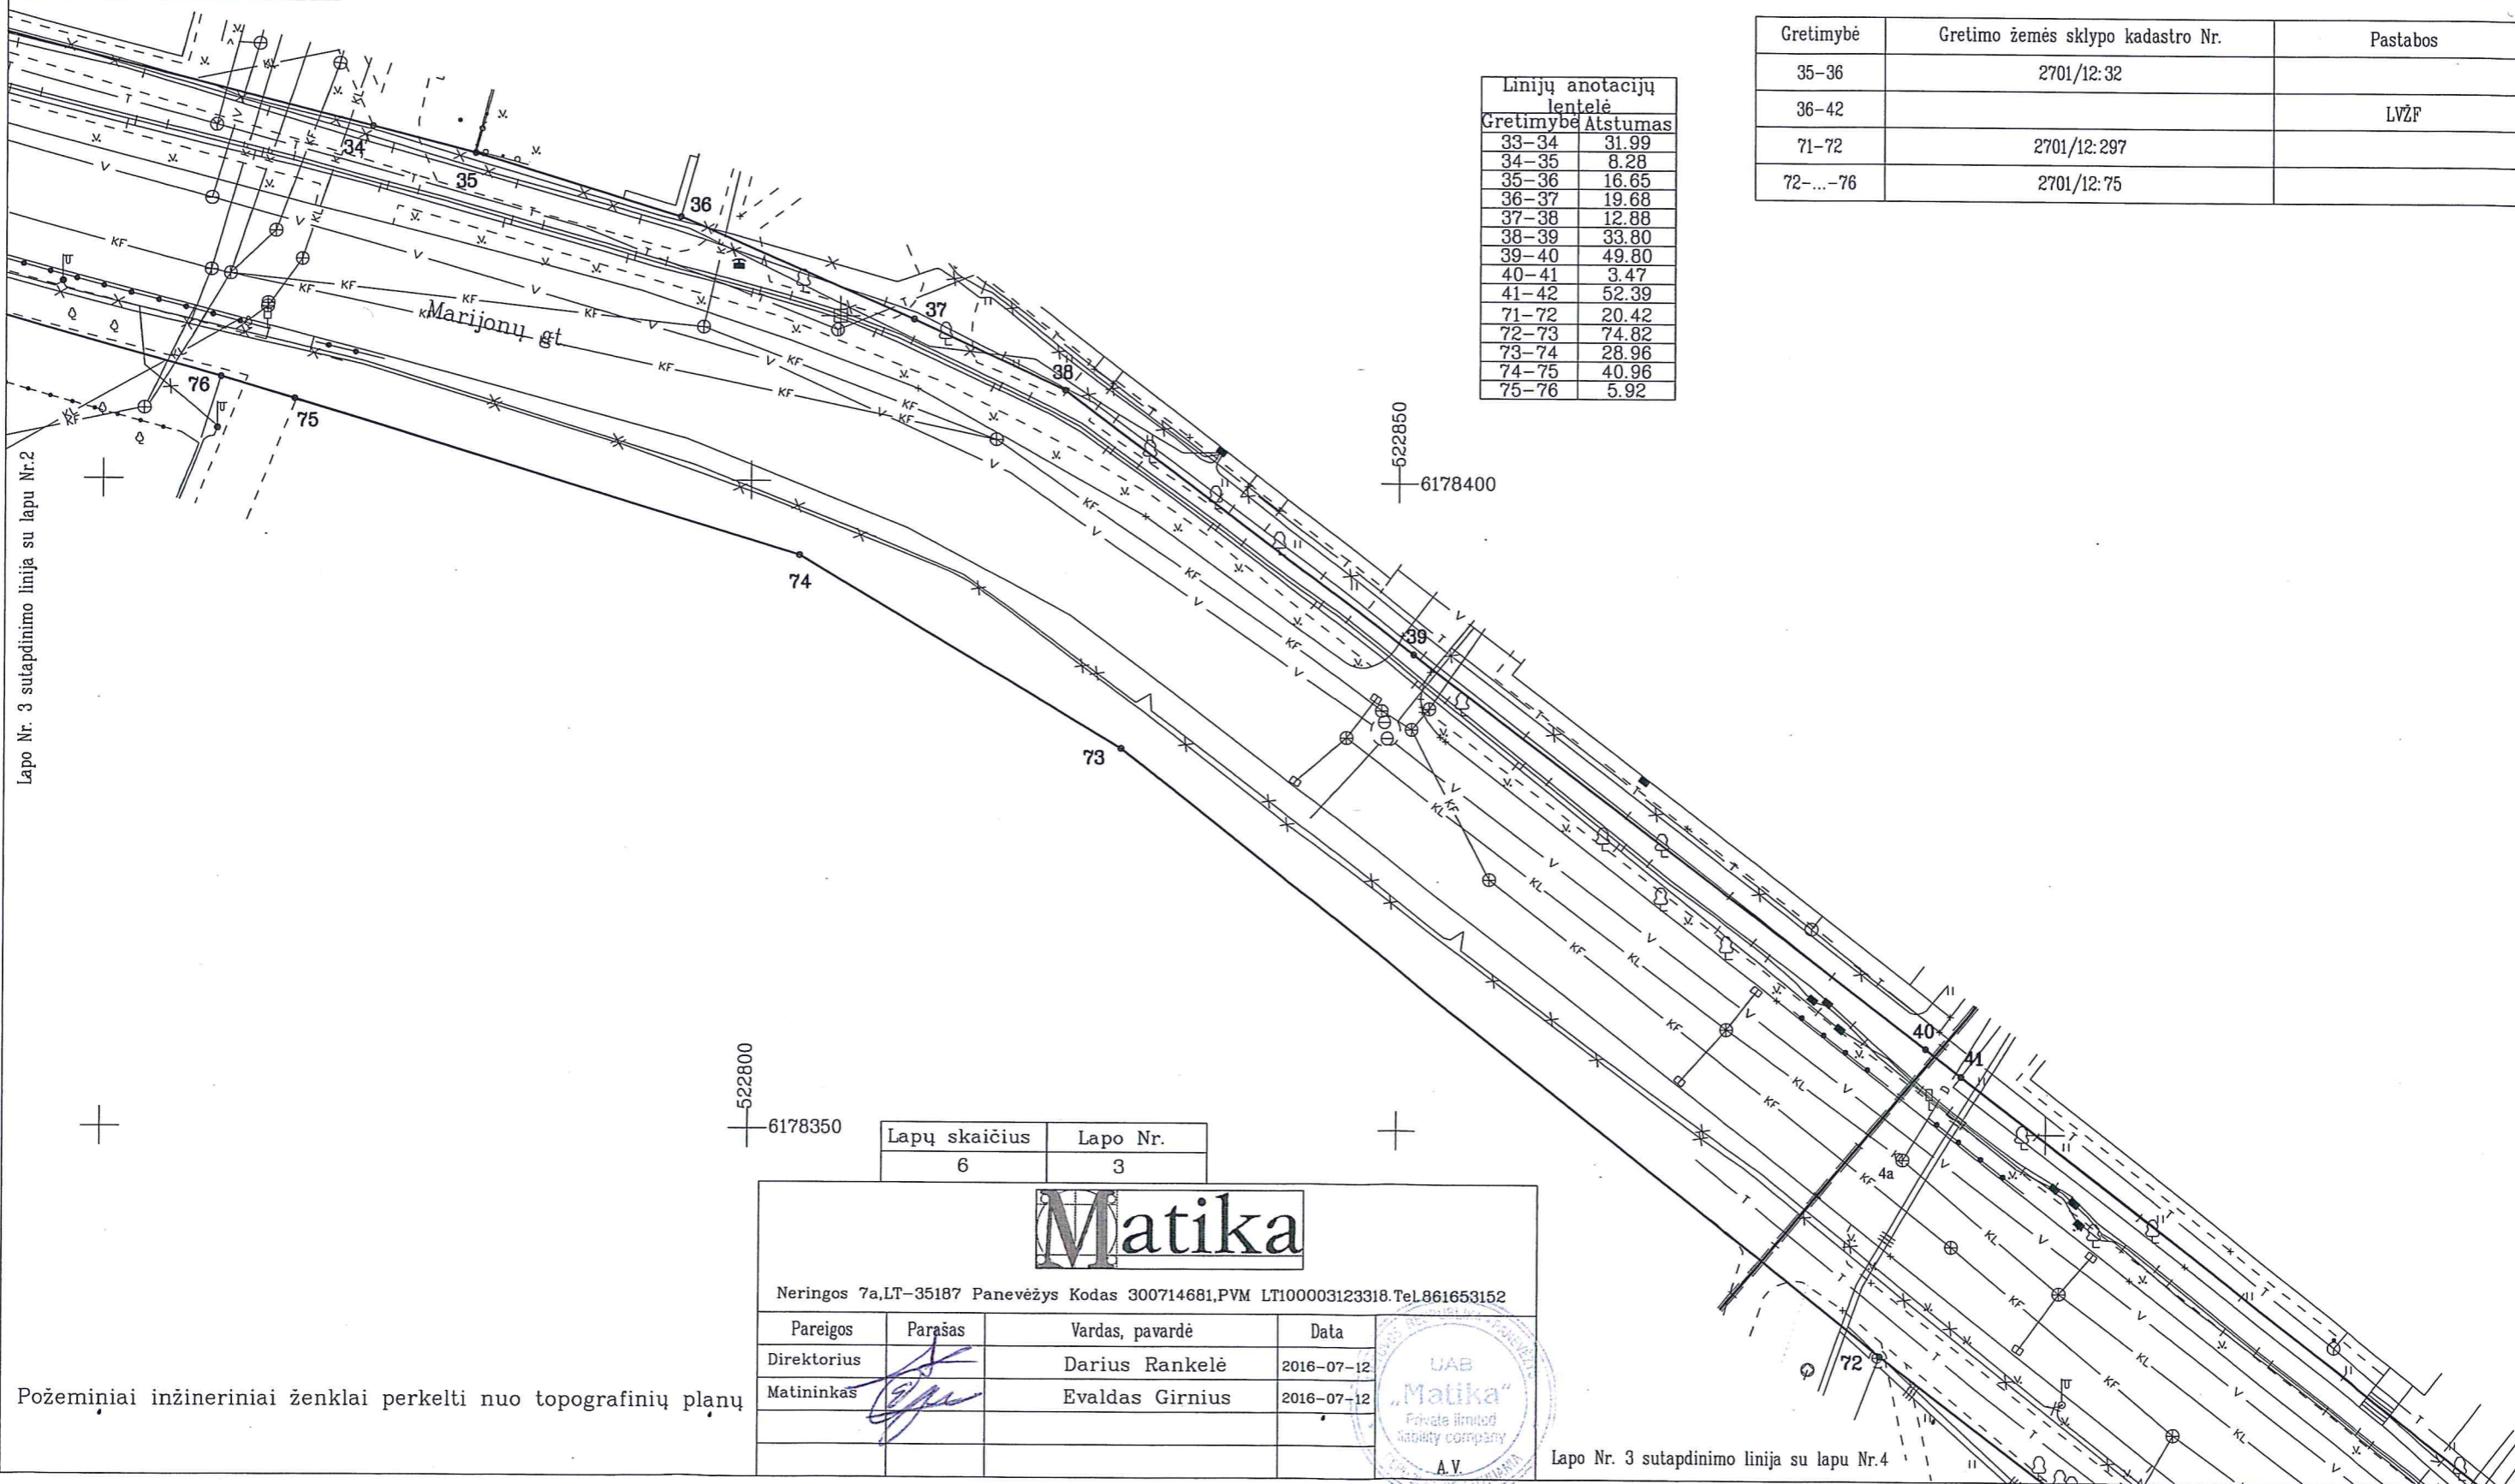 Gretimybė Gretimo žemės sklypo kadastro Nr. Pastabos
35-36 2701/12:32
36-42 LVŽF
71-72 2701/12:297
72-...-76 2701/12:75
Linijų anotacijų
lentelė
Gretimybė Atstumas
33-34 31.99
34-35 8.28
35-36 16.65
36-37 19.68
37-38 12.88
38-39 33.80
39-40 49.80
40-41 3.47
41-42 52.39
71-72 20.42
72-73 74.82
73-74 28.96
74-75 40.96
75-76 5.92
34
35
36
37
38
39
40
41
72
73
74
75
76
4a
Marijonų gt.
522850
6178400
522800
6178350
Lapo Nr. 3 sutapdinimo linija su lapu Nr.2
Lapų skaičius Lapo Nr.
6 3
Matika
Neringos 7a,LT-35187 Panevėžys Kodas 300714681,PVM LT100003123318.Tel.861653152
Pareigos Parašas Vardas, pavardė Data
Direktorius Darius Rankelė 2016-07-12
Matininkas Evaldas Girnius 2016-07-12
UAB
„Matika“
Private limited
liability company
A.V.
Požeminiai inžineriniai ženklai perkelti nuo topografinių planų
Lapo Nr. 3 sutapdinimo linija su lapu Nr.4